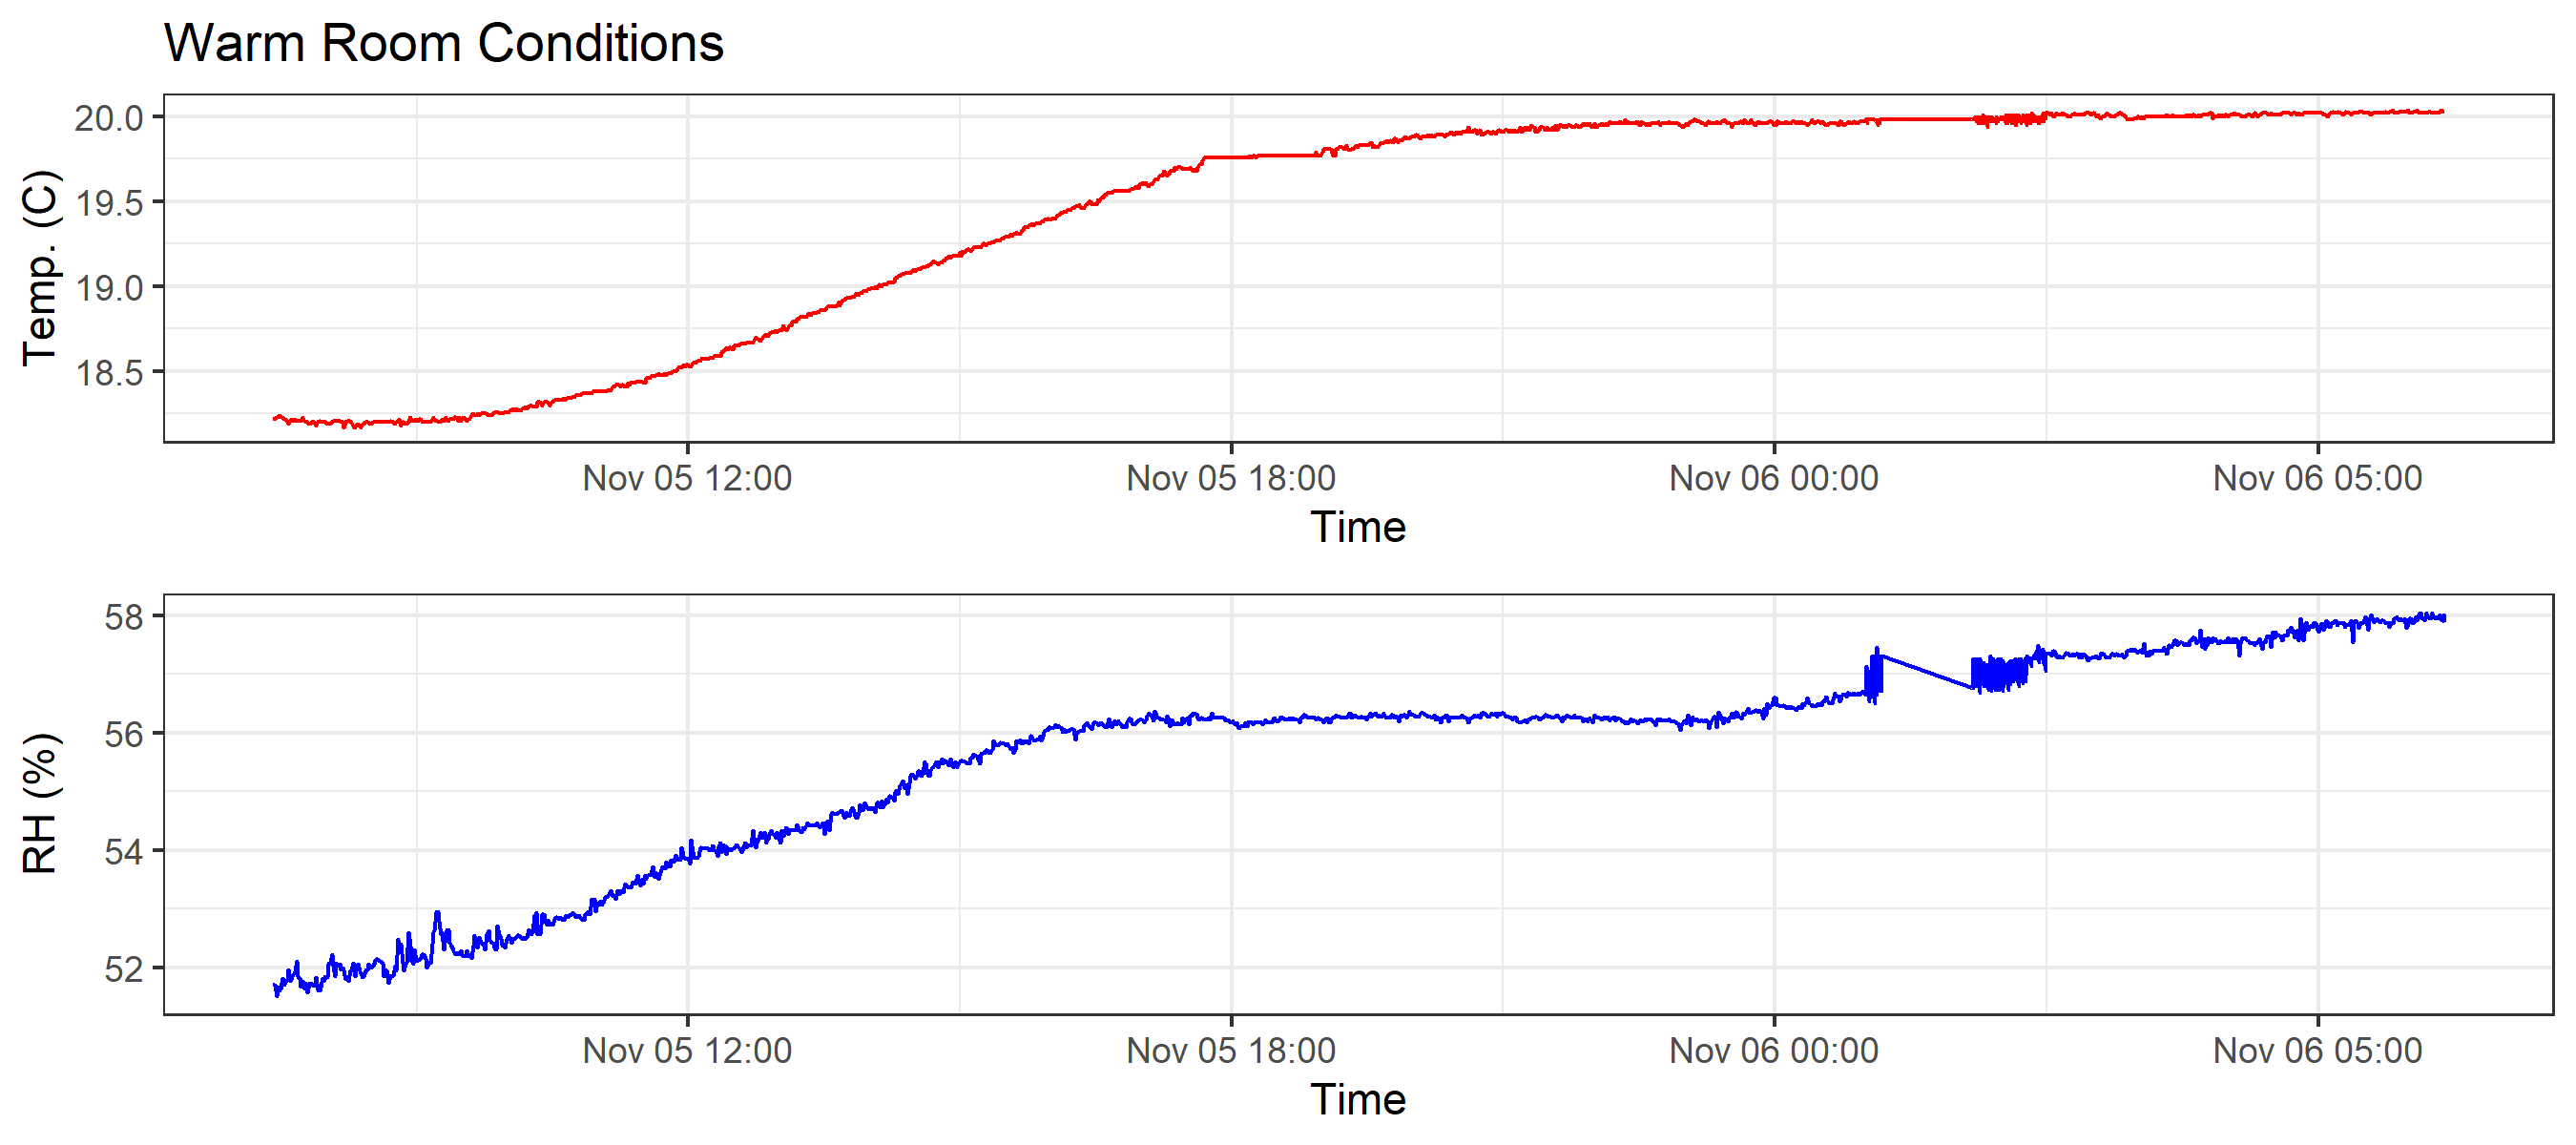 Warm Room Conditions
Temp. (C)
20.0
19.5
19.0
18.5
Nov 05 12:00 Nov 05 18:00 Nov 06 00:00 Nov 06 05:00
Time
RH (%)
58
56
54
52
Nov 05 12:00 Nov 05 18:00 Nov 06 00:00 Nov 06 05:00
Time